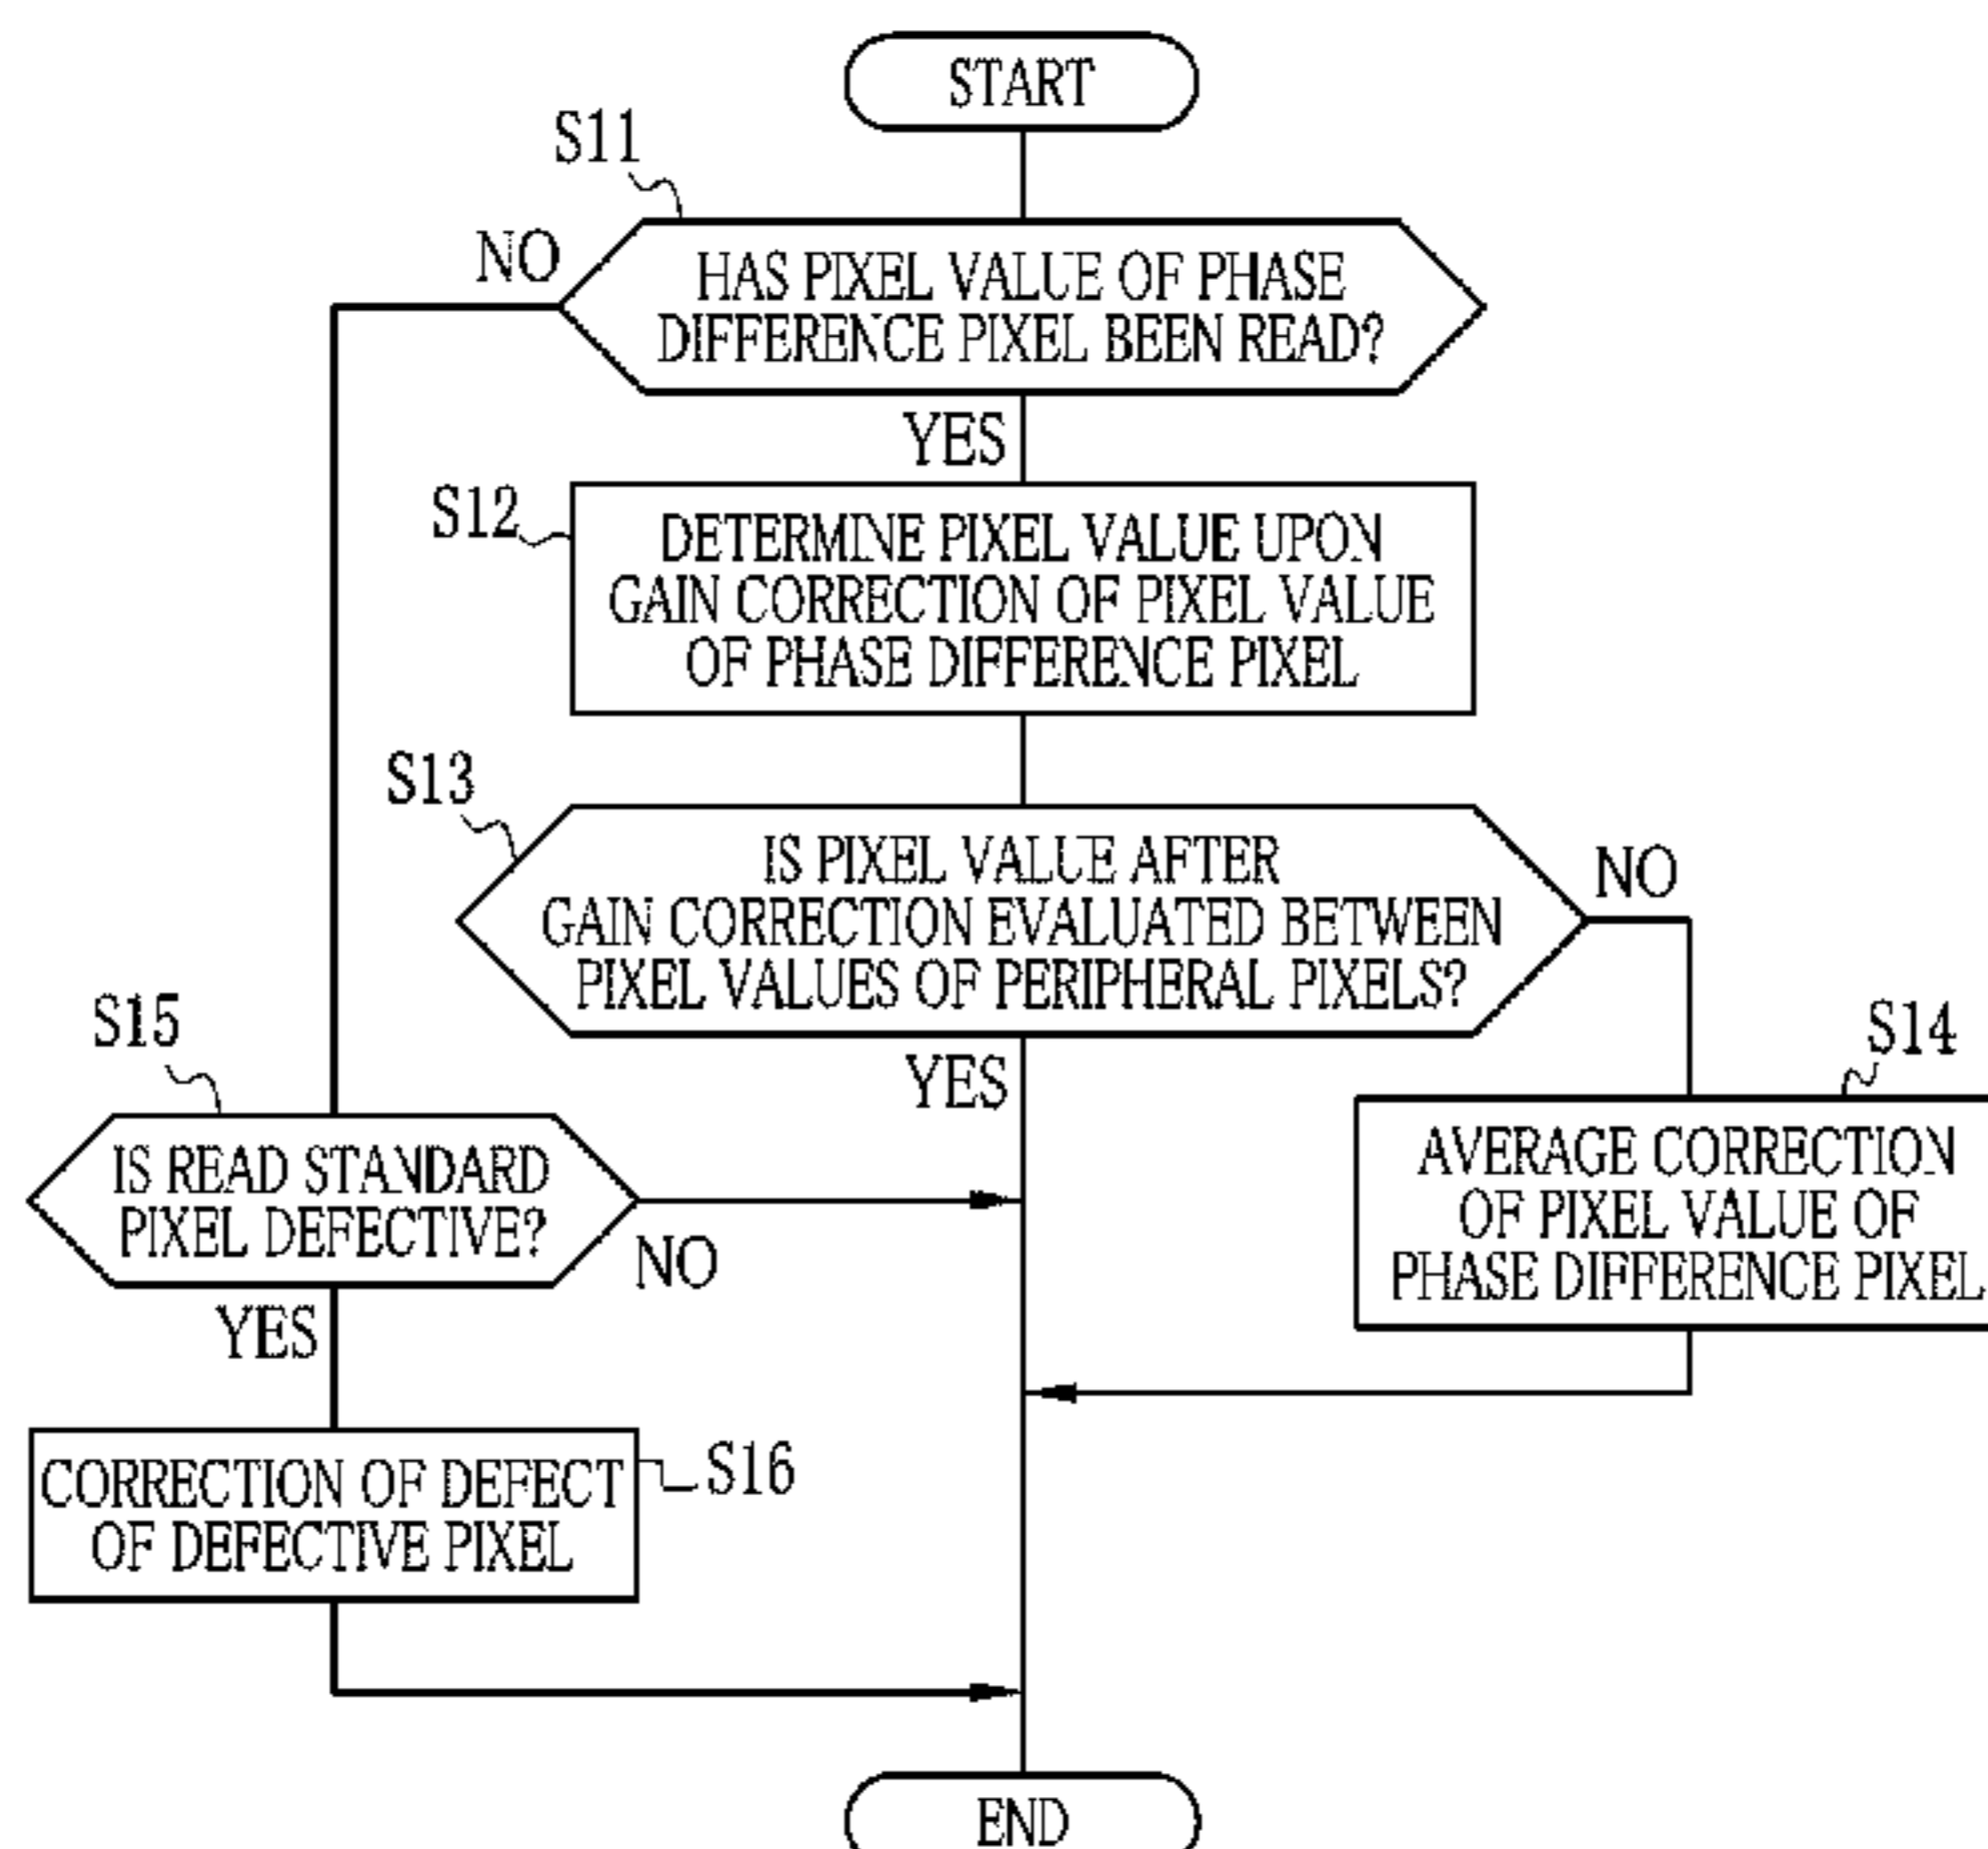 START
S11
NO
HAS PIXEL VALUE OF PHASE
DIFFERENCE PIXEL BEEN READ?
YES
S12
DETERMINE PIXEL VALUE UPON
GAIN CORRECTION OF PIXEL VALUE
OF PHASE DIFFERENCE PIXEL
S13
IS PIXEL VALUE AFTER
GAIN CORRECTION EVALUATED BETWEEN
PIXEL VALUES OF PERIPHERAL PIXELS?
NO
YES
S14
AVERAGE CORRECTION
OF PIXEL VALUE OF
PHASE DIFFERENCE PIXEL
S15
IS READ STANDARD
PIXEL DEFECTIVE?
NO
YES
CORRECTION OF DEFECT
OF DEFECTIVE PIXEL
S16
END